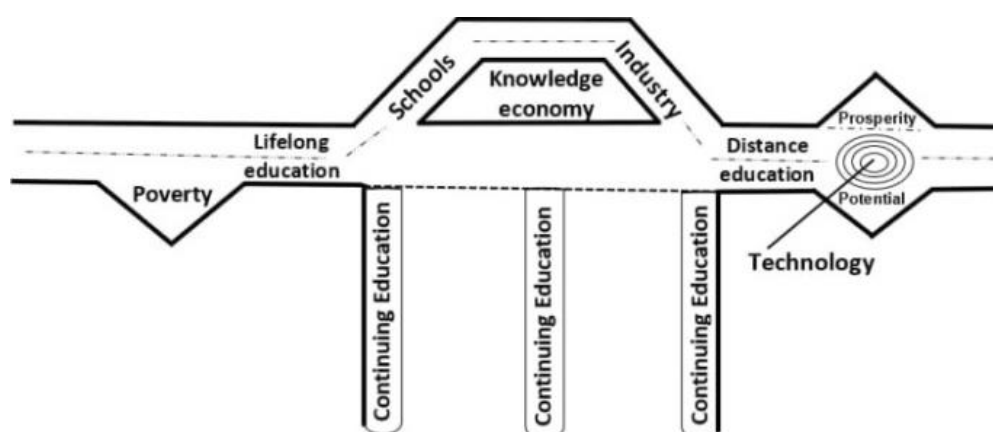 Schools
Industry
Knowledge
economy
Prosperity
Lifelong
education
Distance
education
Poverty
Potential
Technology
Continuing Education
Continuing Education
Continuing Education